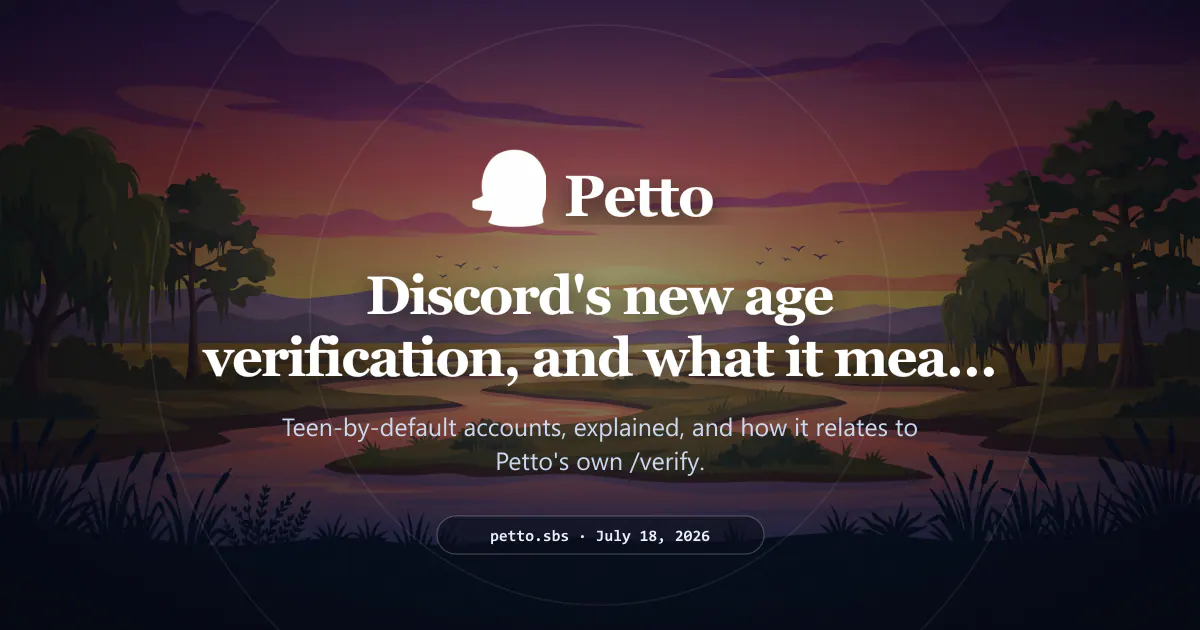 Petto
Discord's new age
verification, and what it mea...
Teen-by-default accounts, explained, and how it relates to
Petto's own /verify.
petto.sbs · July 18, 2026